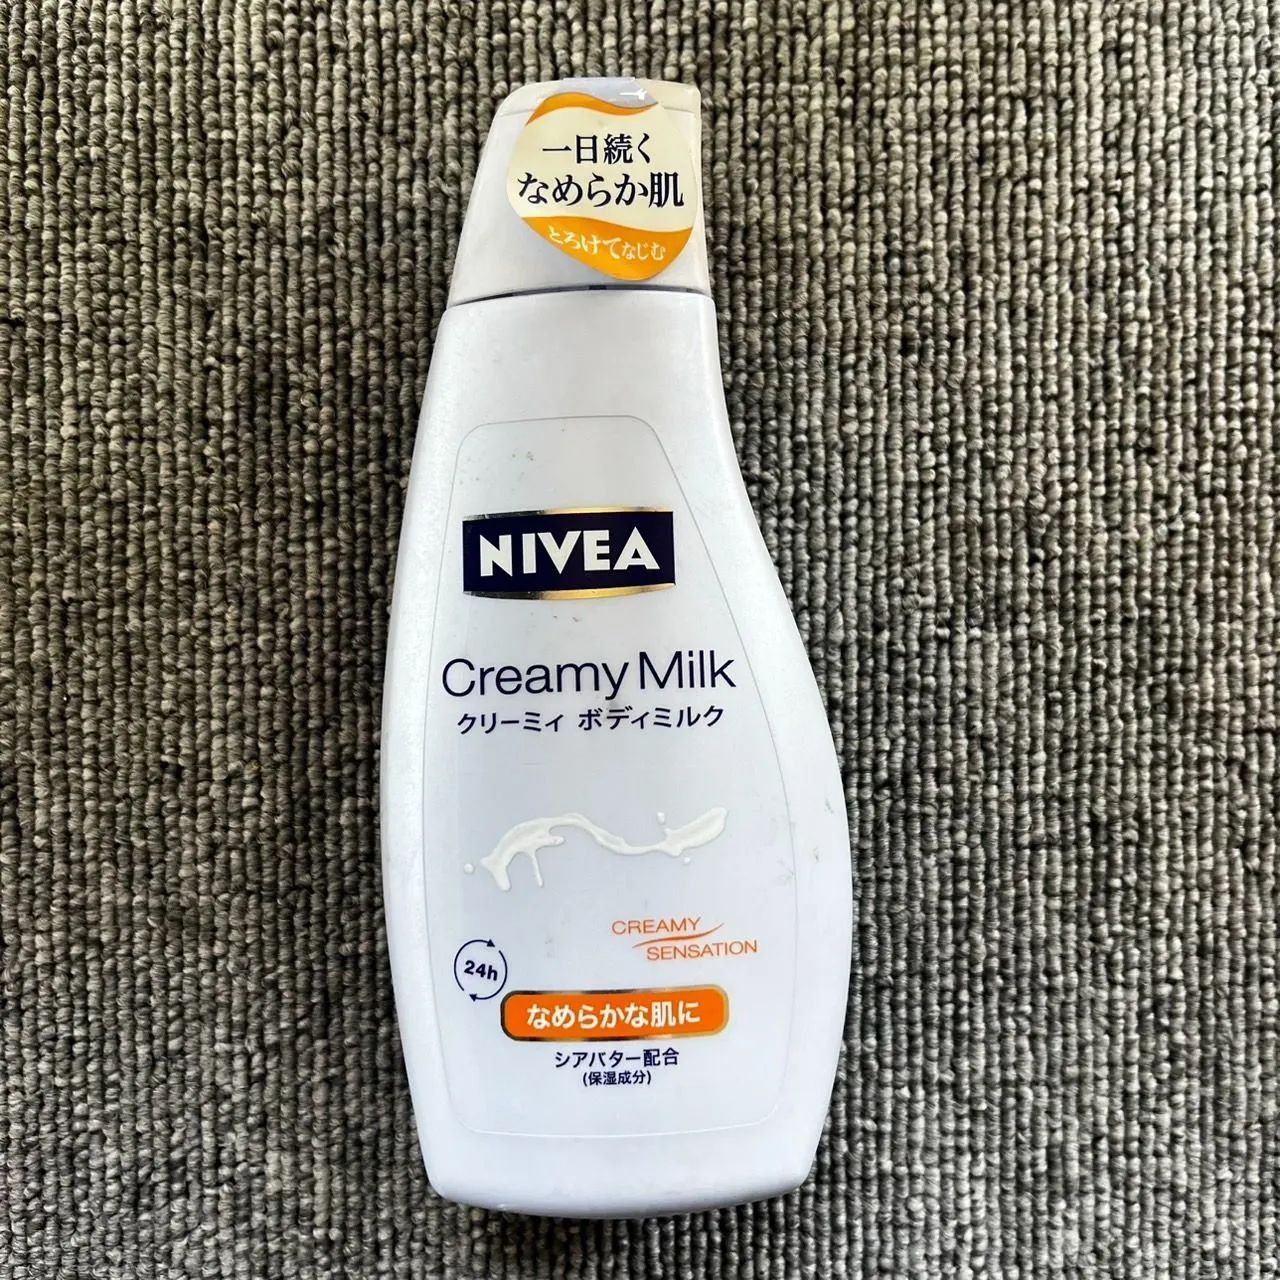 一日続く
なめらか肌
とろけてなじむ
NIVEA
Creamy Milk
クリーミィ ボディミルク
CREAMY
SENSATION
24h
なめらかな肌に
シアバター配合
(保湿成分)